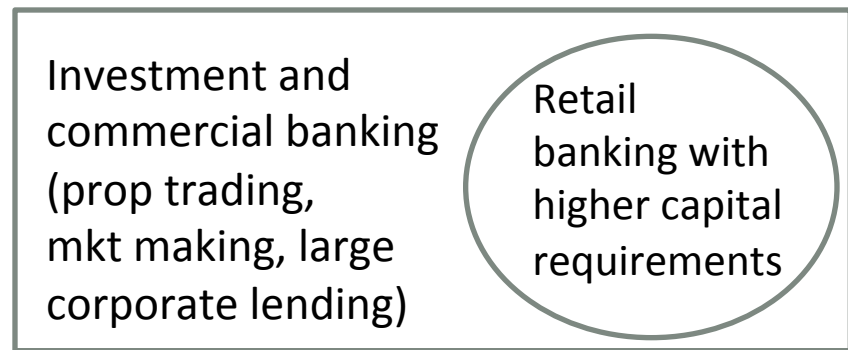 Investment and
commercial banking
(prop trading,
mkt making, large
corporate lending)
Retail
banking with
higher capital
requirements